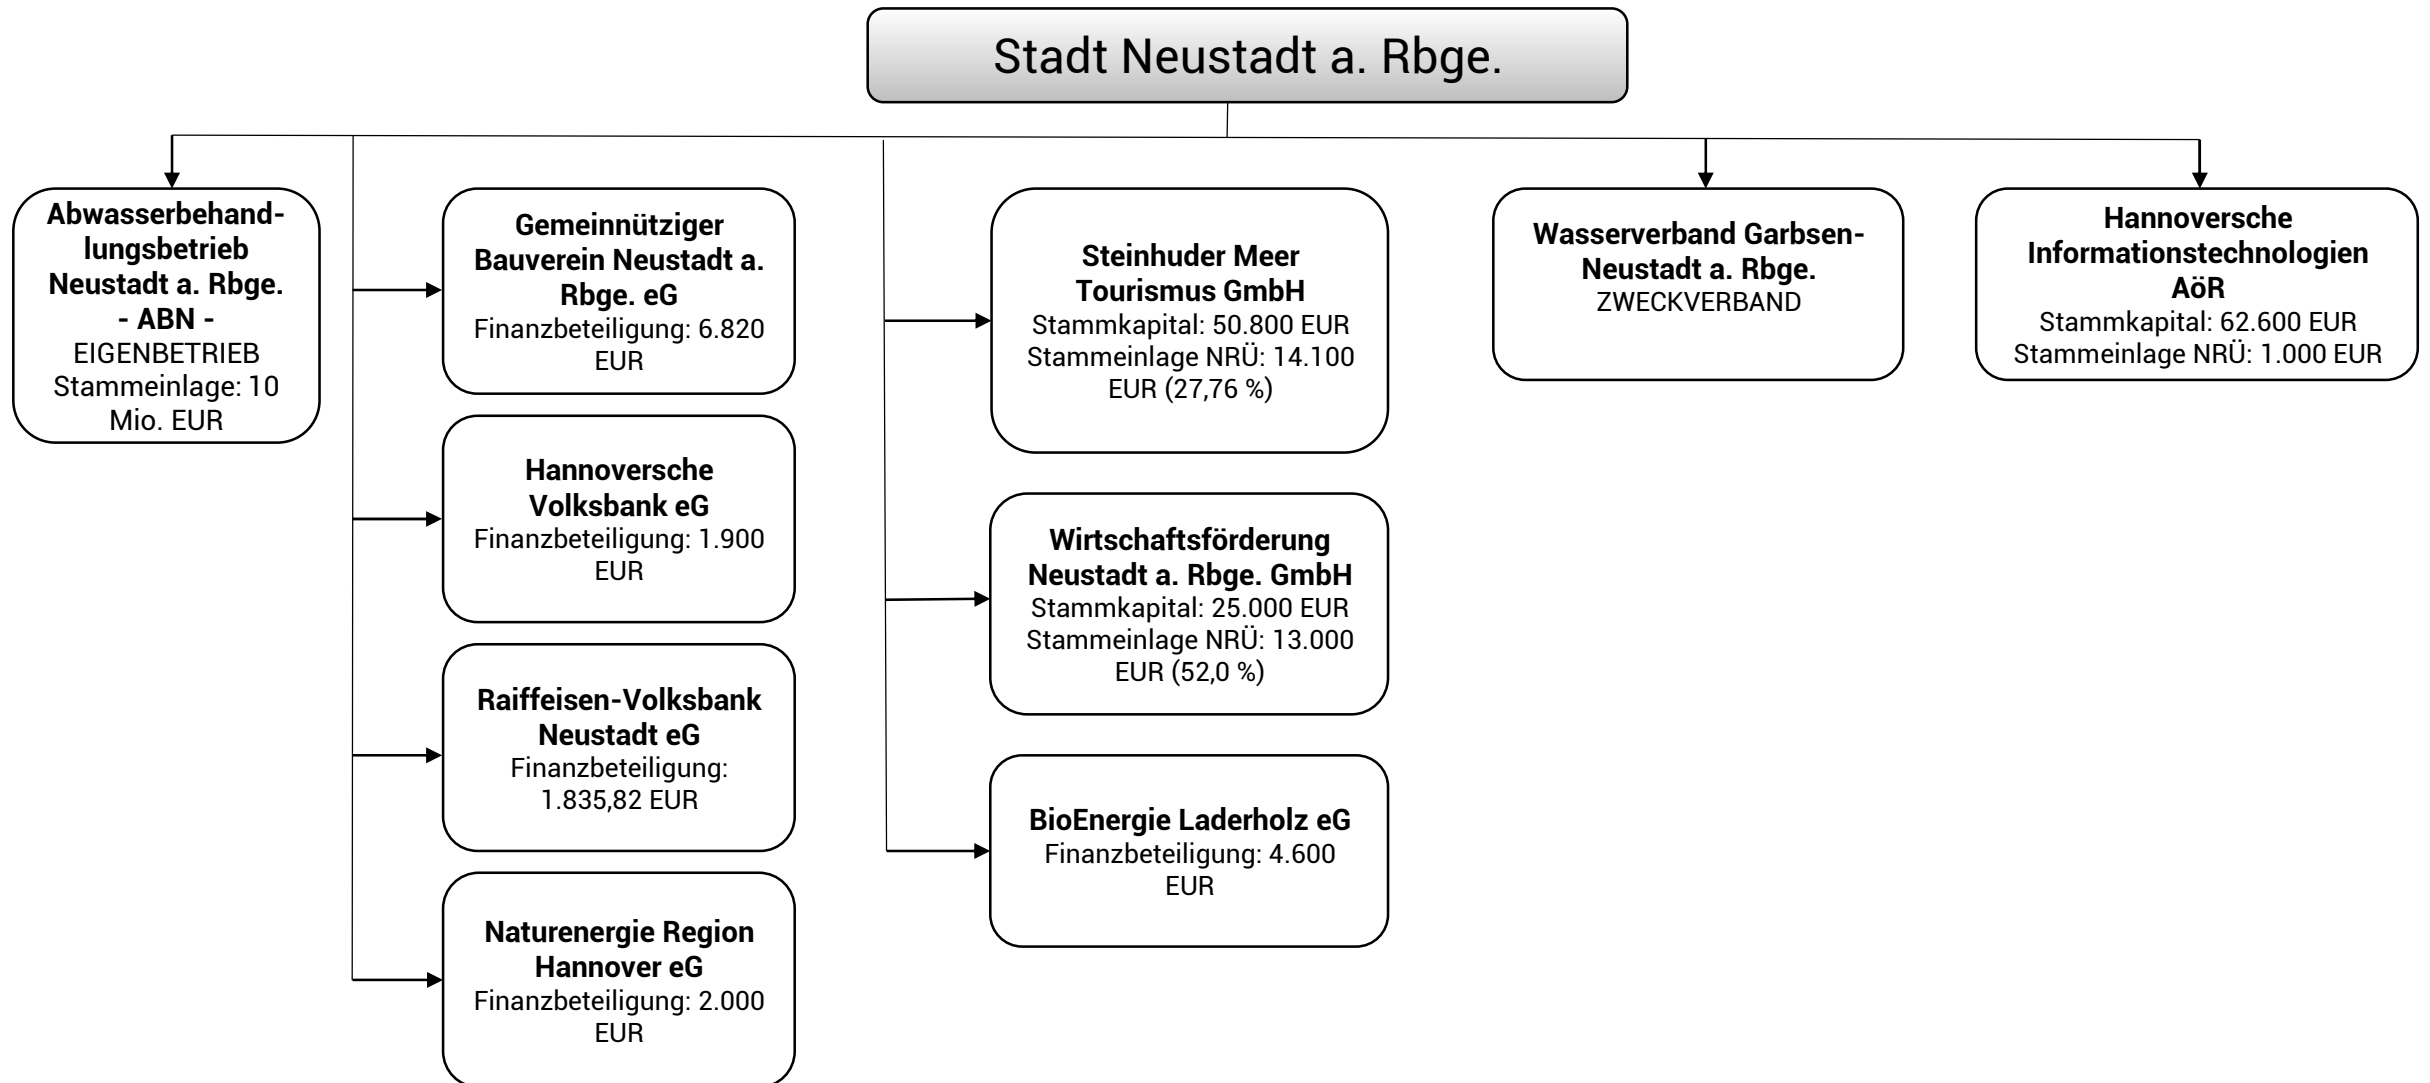 Stadt Neustadt a. Rbge.
Abwasserbehand-
lungsbetrieb
Neustadt a. Rbge.
- ABN -
EIGENBETRIEB
Stammeinlage: 10
Mio. EUR
Gemeinnütziger
Bauverein Neustadt a.
Rbge. eG
Finanzbeteiligung: 6.820
EUR
Hannoversche
Volksbank eG
Finanzbeteiligung: 1.900
EUR
Raiffeisen-Volksbank
Neustadt eG
Finanzbeteiligung:
1.835,82 EUR
Naturenergie Region
Hannover eG
Finanzbeteiligung: 2.000
EUR
Steinhuder Meer
Tourismus GmbH
Stammkapital: 50.800 EUR
Stammeinlage NRÜ: 14.100
EUR (27,76 %)
Wirtschaftsförderung
Neustadt a. Rbge. GmbH
Stammkapital: 25.000 EUR
Stammeinlage NRÜ: 13.000
EUR (52,0 %)
BioEnergie Laderholz eG
Finanzbeteiligung: 4.600
EUR
Wasserverband Garbsen-
Neustadt a. Rbge.
ZWECKVERBAND
Hannoversche
Informationstechnologien
AöR
Stammkapital: 62.600 EUR
Stammeinlage NRÜ: 1.000 EUR